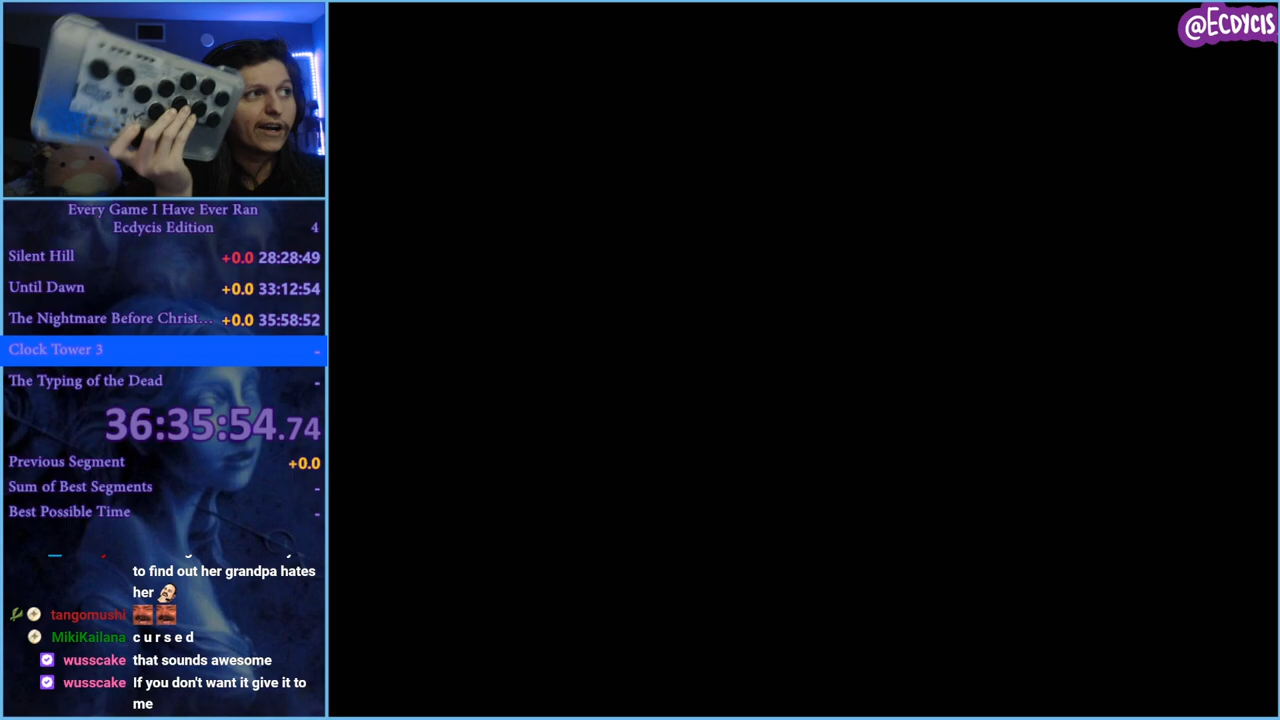 @ECDYCIS
Every Game I Have Ever Ran
Ecdycis Edition 4
Silent Hill +0.0 28:28:49
Until Dawn +0.0 33:12:54
The Nightmare Before Christ... +0.0 35:58:52
Clock Tower 3 -
The Typing of the Dead -
36:35:54.74
Previous Segment +0.0
Sum of Best Segments -
Best Possible Time -
to find out her grandpa hates
her
tangomushi
MikiKailana c u r s e d
wusscake that sounds awesome
wusscake If you don't want it give it to
me